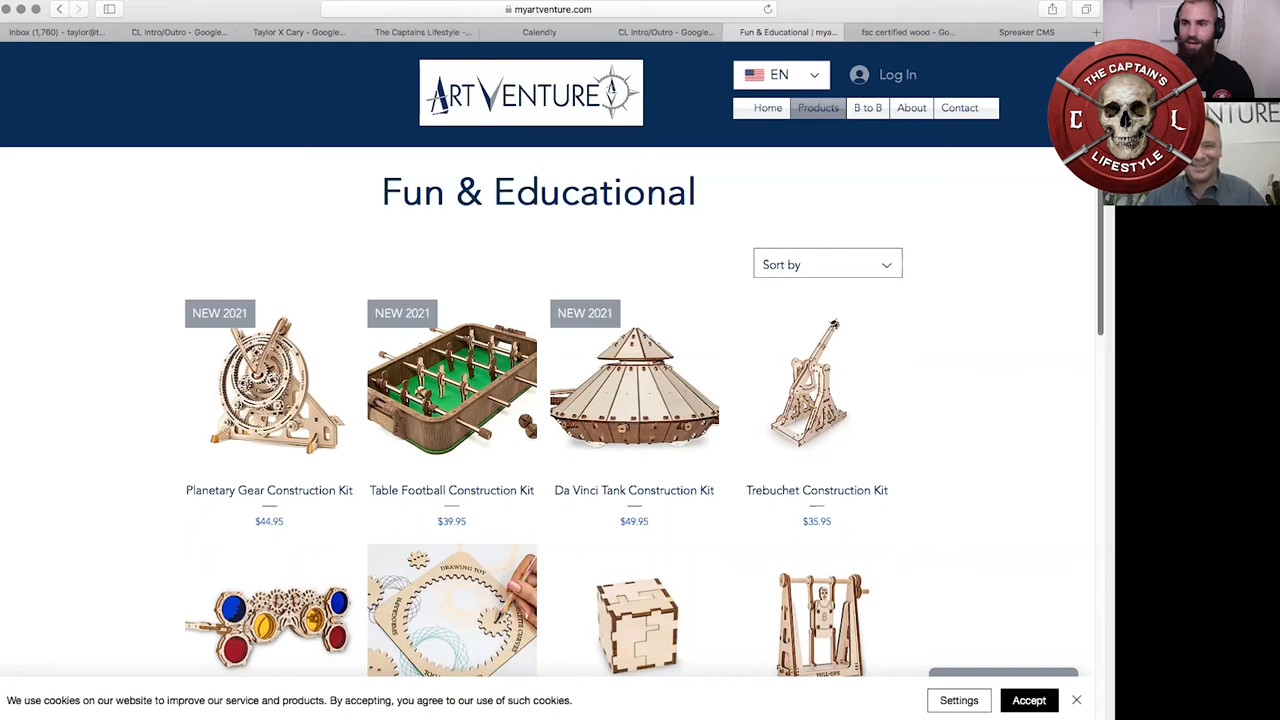 myartventure.com
Inbox (1,760) - taylor@t...
CL Intro/Outro - Google...
Taylor X Cary - Google...
The Captains Lifestyle -...
Calendly
CL Intro/Outro - Google...
Fun & Educational | mya...
fsc certified wood - Go...
Spreaker CMS
ART VENTURE
EN
Log In
Home
Products
B to B
About
Contact
THE CAPTAIN'S
C L
LIFESTYLE
VENTURE
Fun & Educational
Sort by
NEW 2021
NEW 2021
NEW 2021
Planetary Gear Construction Kit
Table Football Construction Kit
Da Vinci Tank Construction Kit
Trebuchet Construction Kit
$44.95
$39.95
$49.95
$35.95
DRAWING TOY
PULL-UPS
We use cookies on our website to improve our service and products. By accepting, you agree to our use of such cookies.
Settings
Accept